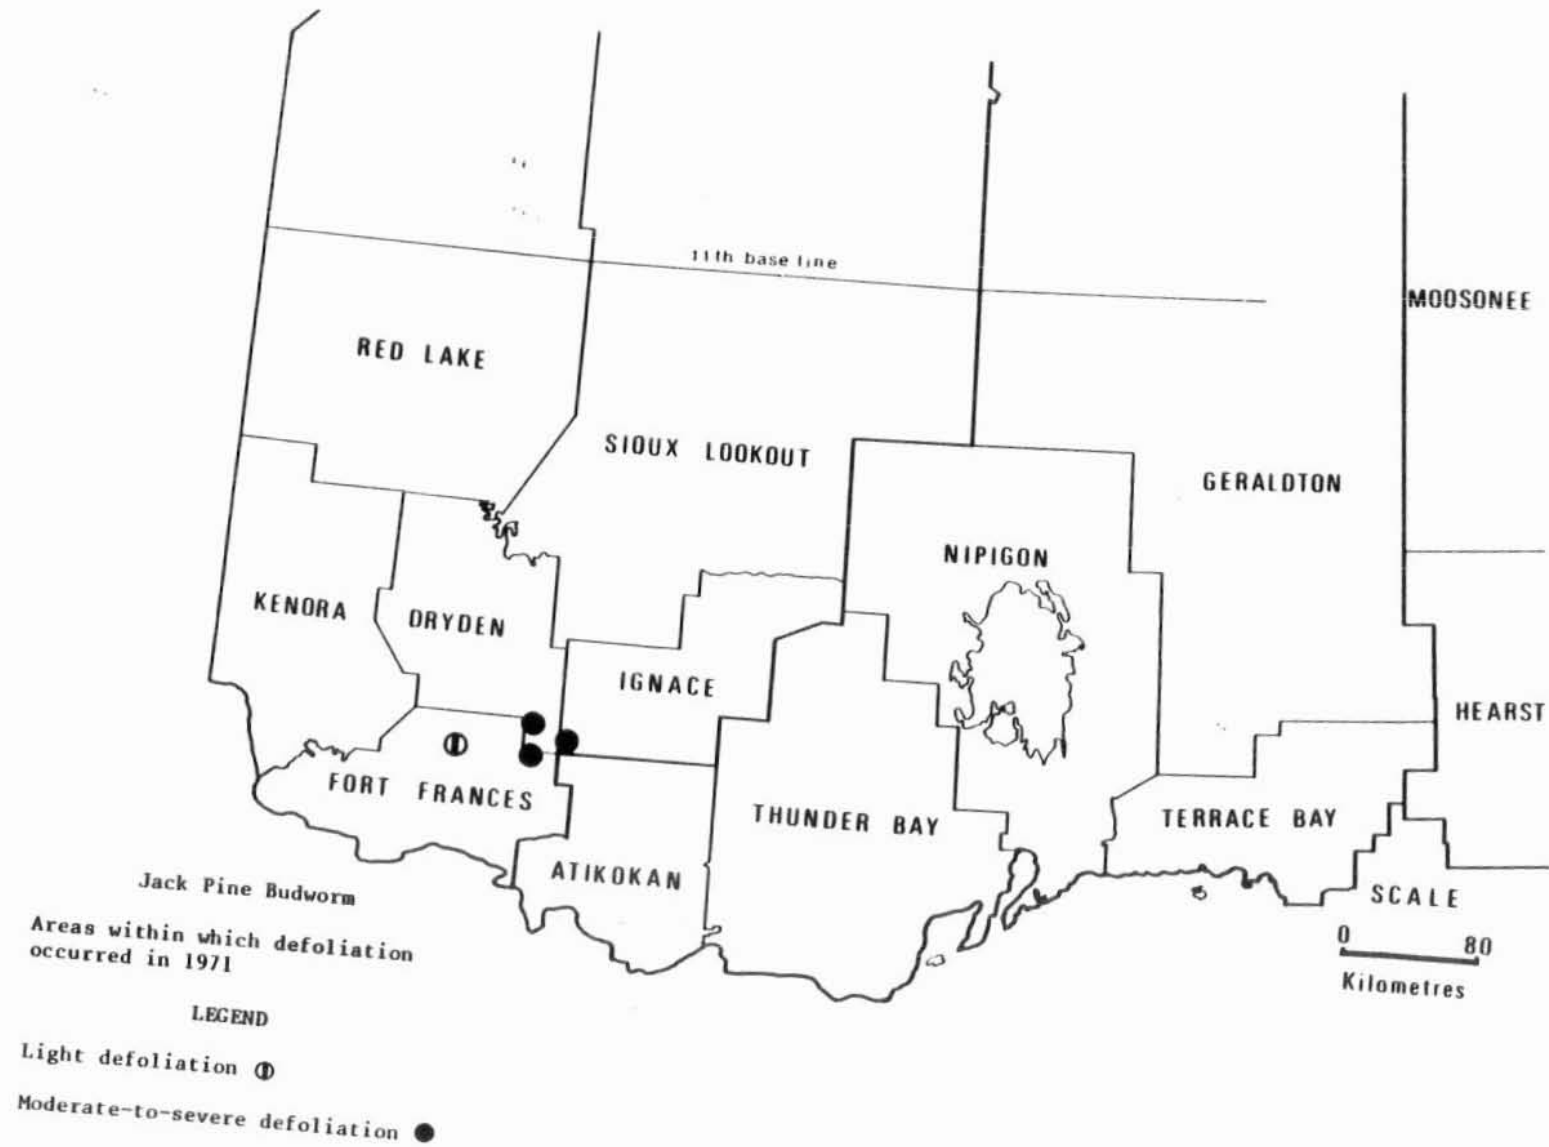 11th base line
MOOSONEE
RED LAKE
SIOUX LOOKOUT
GERALDTON
NIPIGON
KENORA
DRYDEN
IGNACE
HEARST
FORT FRANCES
THUNDER BAY
TERRACE BAY
ATIKOKAN
Jack Pine Budworm
Areas within which defoliation
occurred in 1971
LEGEND
Light defoliation
Moderate-to-severe defoliation
SCALE
0 80
Kilometres